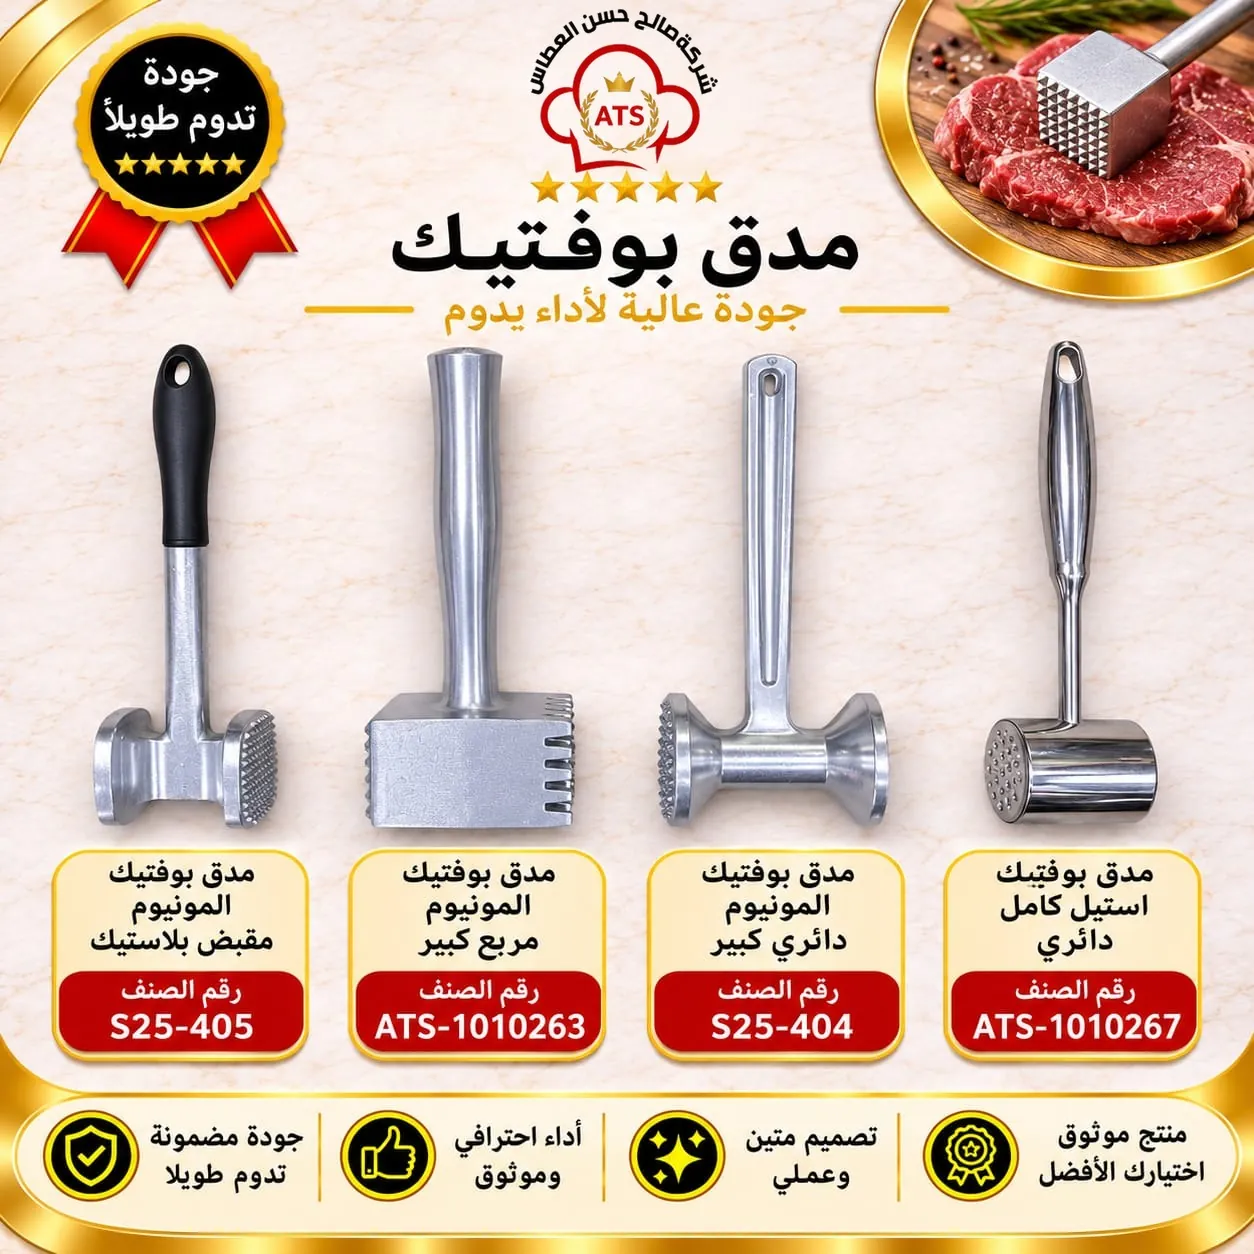 شركة صالح حسن العطاس
ATS
جودة
تدوم طويلاً
مدق بوفتيك
جودة عالية لأداء يدوم
مدق بوفتيك
المونيوم
مقبض بلاستيك
رقم الصنف
S25-405
مدق بوفتيك
المونيوم
مربع كبير
رقم الصنف
ATS-1010263
مدق بوفتيك
المونيوم
دائري كبير
رقم الصنف
S25-404
مدق بوفتيك
استيل كامل
دائري
رقم الصنف
ATS-1010267
جودة مضمونة
تدوم طويلا
أداء احترافي
وموثوق
تصميم متين
وعملي
منتج موثوق
اختيارك الأفضل